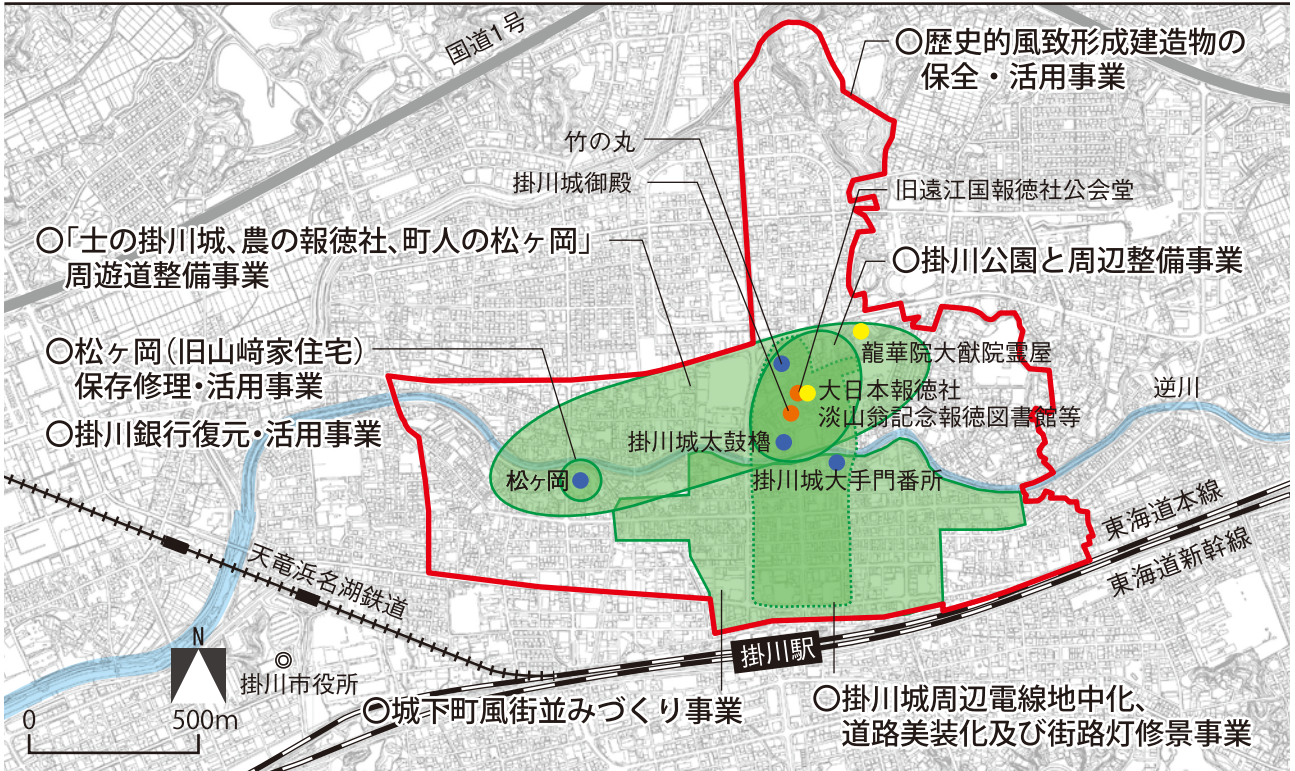 国道1号
〇歴史的風致形成建造物の
保全・活用事業
竹の丸
掛川城御殿
旧遠江国報徳社公会堂
〇「士の掛川城、農の報徳社、町人の松ヶ岡」
周遊道整備事業
〇掛川公園と周辺整備事業
〇松ヶ岡(旧山﨑家住宅)
保存修理・活用事業
〇掛川銀行復元・活用事業
龍華院大猷院霊屋
大日本報徳社
淡山翁記念報徳図書館等
逆川
掛川城太鼓櫓
掛川城大手門番所
松ヶ岡
東海道本線
東海道新幹線
天竜浜名湖鉄道
掛川駅
N
掛川市役所
0 500m
〇城下町風街並みづくり事業
〇掛川城周辺電線地中化、
道路美装化及び街路灯修景事業